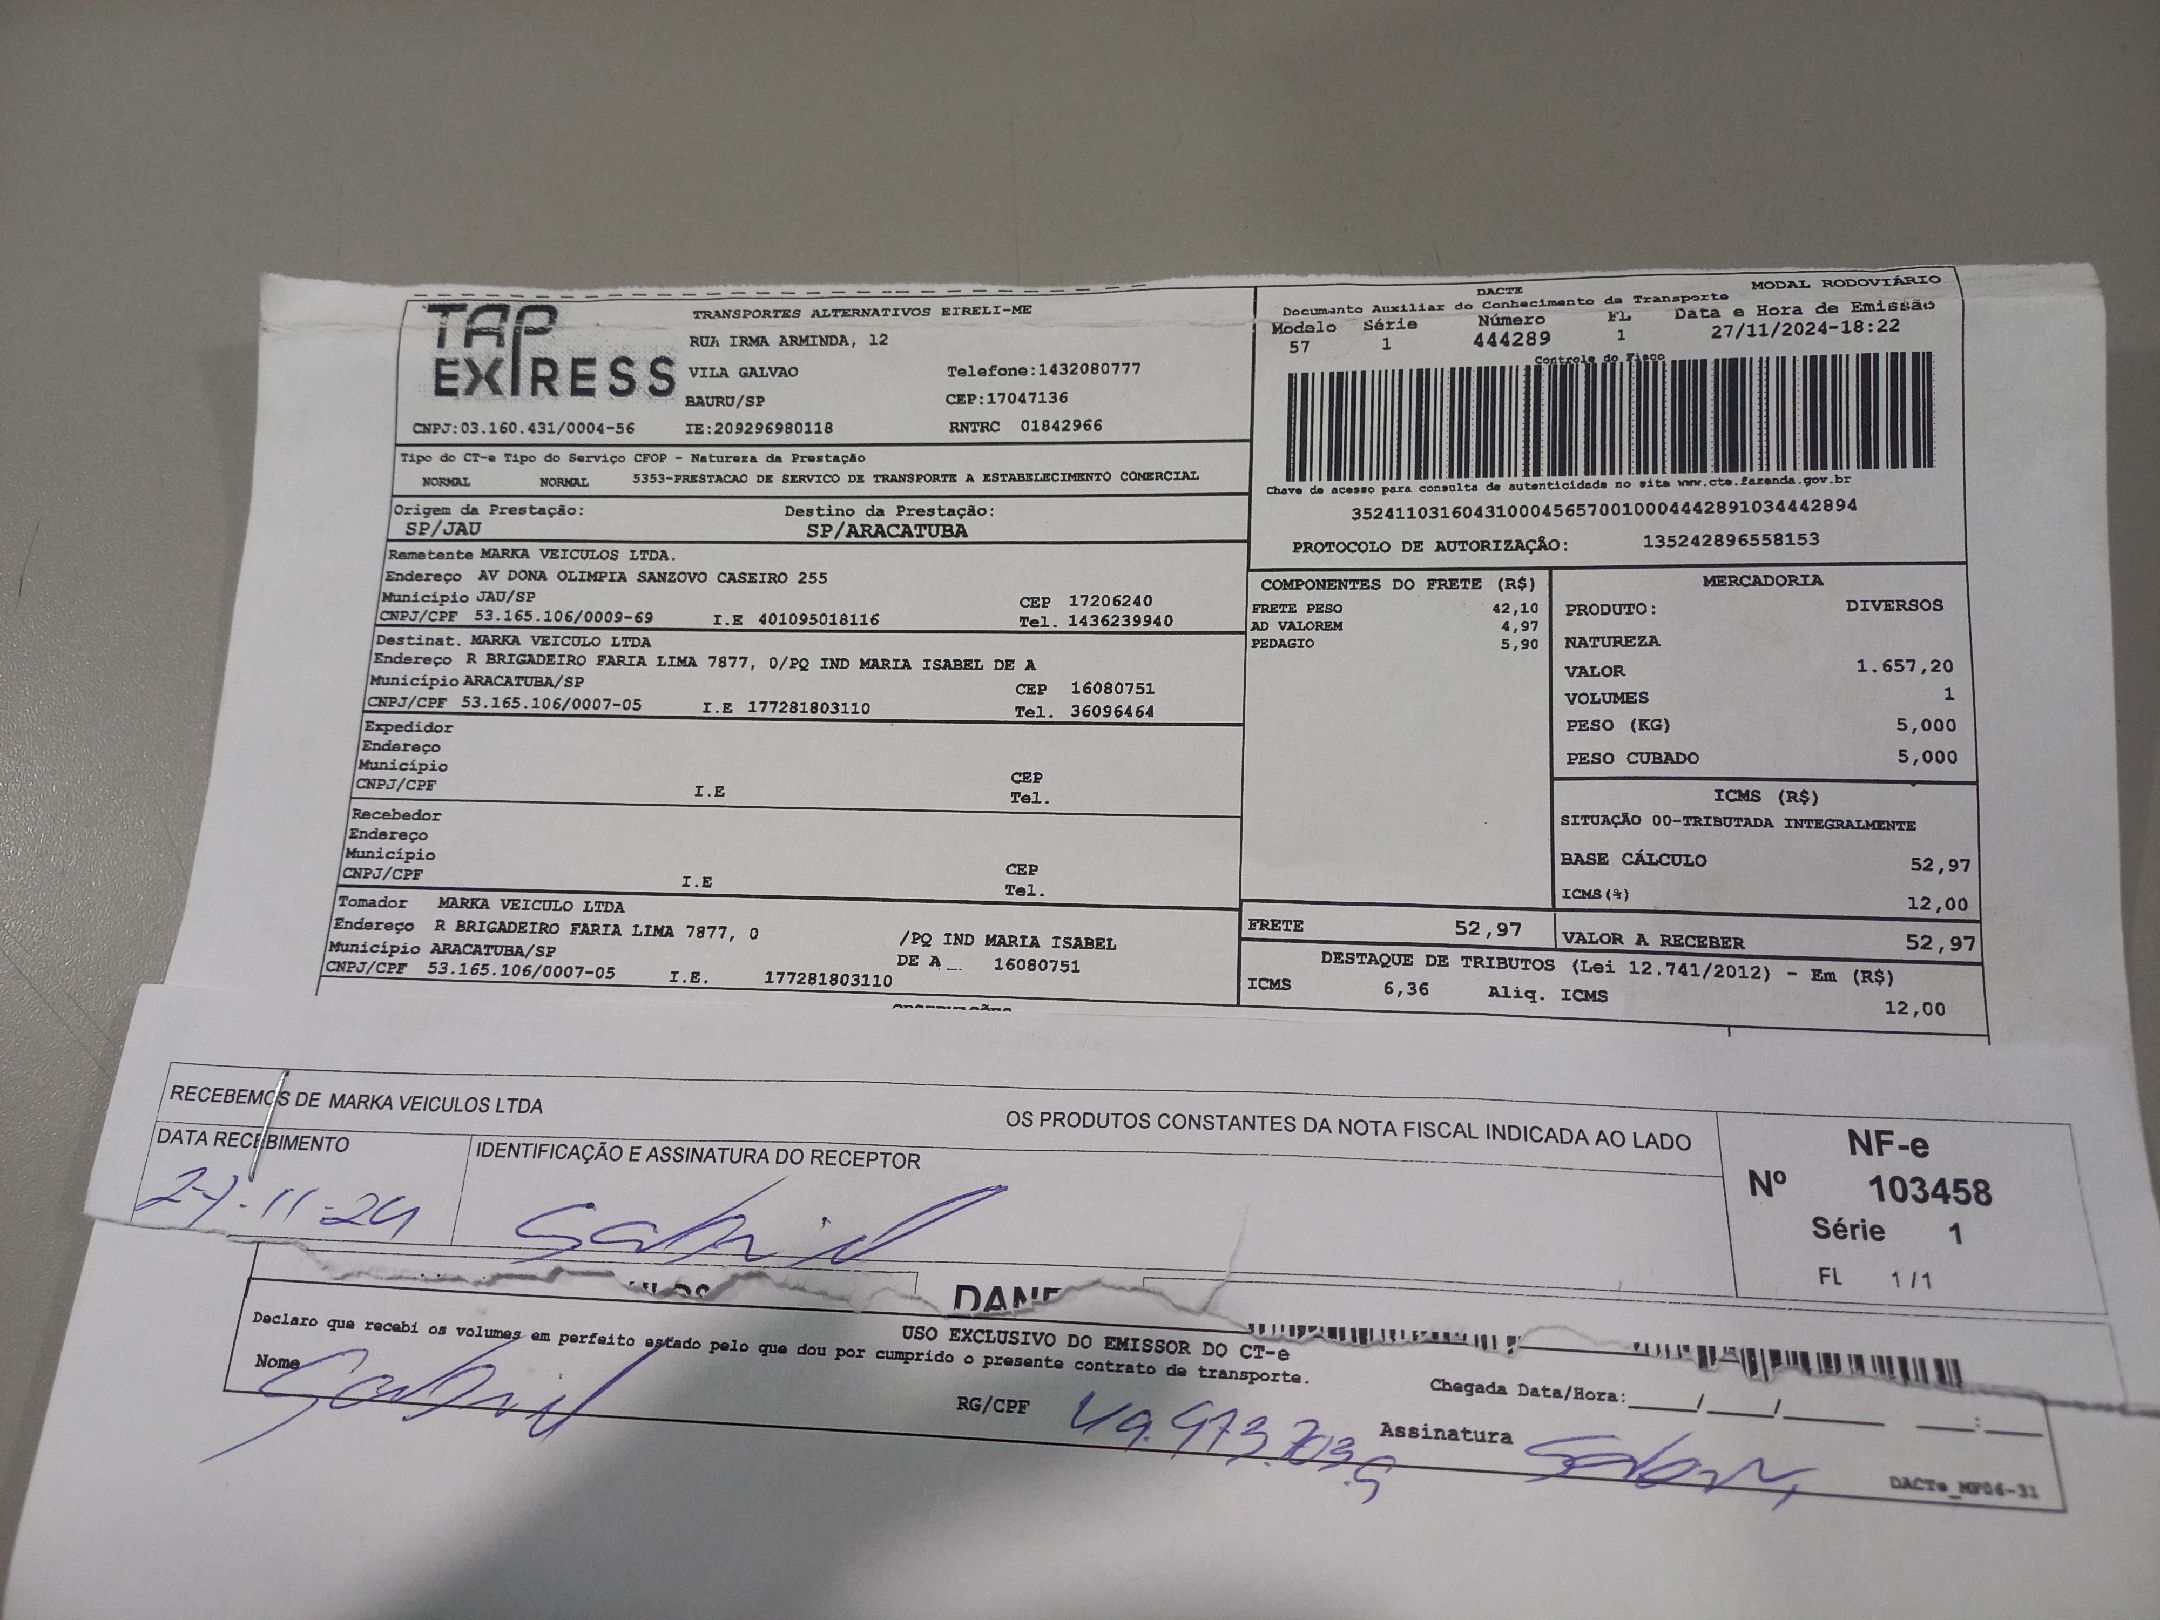 TAP EXPRESS
TRANSPORTES ALTERNATIVOS EIRELI-ME
RUA IRMA ARMINDA, 12
VILA GALVAO Telefone:1432080777
BAURU/SP CEP:17047136
CNPJ:03.160.431/0004-56 IE:209296980118 RNTRC 01842966
Tipo do CT-e Tipo do Serviço CFOP - Natureza da Prestação
NORMAL NORMAL 5353-PRESTACAO DE SERVICO DE TRANSPORTE A ESTABELECIMENTO COMERCIAL
Origem da Prestação: Destino da Prestação:
SP/JAU SP/ARACATUBA
Remetente MARKA VEICULOS LTDA.
Endereço AV DONA OLIMPIA SANZOVO CASEIRO 255
Município JAU/SP CEP 17206240
CNPJ/CPF 53.165.106/0009-69 I.E 401095018116 Tel. 1436239940
Destinat. MARKA VEICULO LTDA
Endereço R BRIGADEIRO FARIA LIMA 7877, 0/PQ IND MARIA ISABEL DE A
Município ARACATUBA/SP CEP 16080751
CNPJ/CPF 53.165.106/0007-05 I.E 177281803110 Tel. 36096464
Expedidor
Endereço
Município CEP
CNPJ/CPF I.E Tel.
Recebedor
Endereço
Município CEP
CNPJ/CPF I.E Tel.
Tomador MARKA VEICULO LTDA
Endereço R BRIGADEIRO FARIA LIMA 7877, 0 /PQ IND MARIA ISABEL
Município ARACATUBA/SP DE A 16080751
CNPJ/CPF 53.165.106/0007-05 I.E. 177281803110
DACTE MODAL RODOVIÁRIO
Documento Auxiliar do Conhecimento de Transporte
Modelo Série Número FL Data e Hora de Emissão
57 1 444289 1 27/11/2024-18:22
Controle do Fisco
Chave de acesso para consulta de autenticidade no site www.cte.fazenda.gov.br
35241103160431000456570010004442891034442894
PROTOCOLO DE AUTORIZAÇÃO: 135242896558153
COMPONENTES DO FRETE (R$)
FRETE PESO 42,10
AD VALOREM 4,97
PEDAGIO 5,90
MERCADORIA
PRODUTO: DIVERSOS
NATUREZA
VALOR 1.657,20
VOLUMES 1
PESO (KG) 5,000
PESO CUBADO 5,000
ICMS (R$)
SITUAÇÃO 00-TRIBUTADA INTEGRALMENTE
BASE CÁLCULO 52,97
ICMS(%) 12,00
FRETE 52,97 VALOR A RECEBER 52,97
DESTAQUE DE TRIBUTOS (Lei 12.741/2012) - Em (R$)
ICMS 6,36 Aliq. ICMS 12,00
RECEBEMOS DE MARKA VEICULOS LTDA OS PRODUTOS CONSTANTES DA NOTA FISCAL INDICADA AO LADO
DATA RECEBIMENTO IDENTIFICAÇÃO E ASSINATURA DO RECEPTOR
27.11.24 Gabriel
NF-e
Nº 103458
Série 1
FL 1 /1
USO EXCLUSIVO DO EMISSOR DO CT-e
Declaro que recebi os volumes em perfeito estado pelo que dou por cumprido o presente contrato de transporte.
Nome Gabriel RG/CPF Chegada Data/Hora:____/____/______ ____:____
Assinatura
DACTe_MF06-31